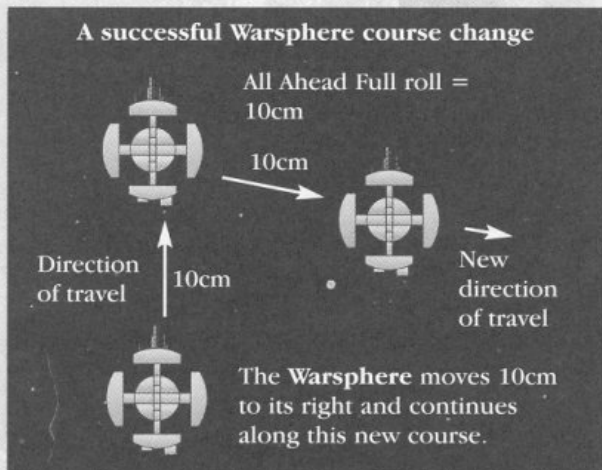 A successful Warsphere course change
All Ahead Full roll =
10cm
10cm
Direction
of travel
10cm
New
direction
of travel
The Warsphere moves 10cm
to its right and continues
along this new course.